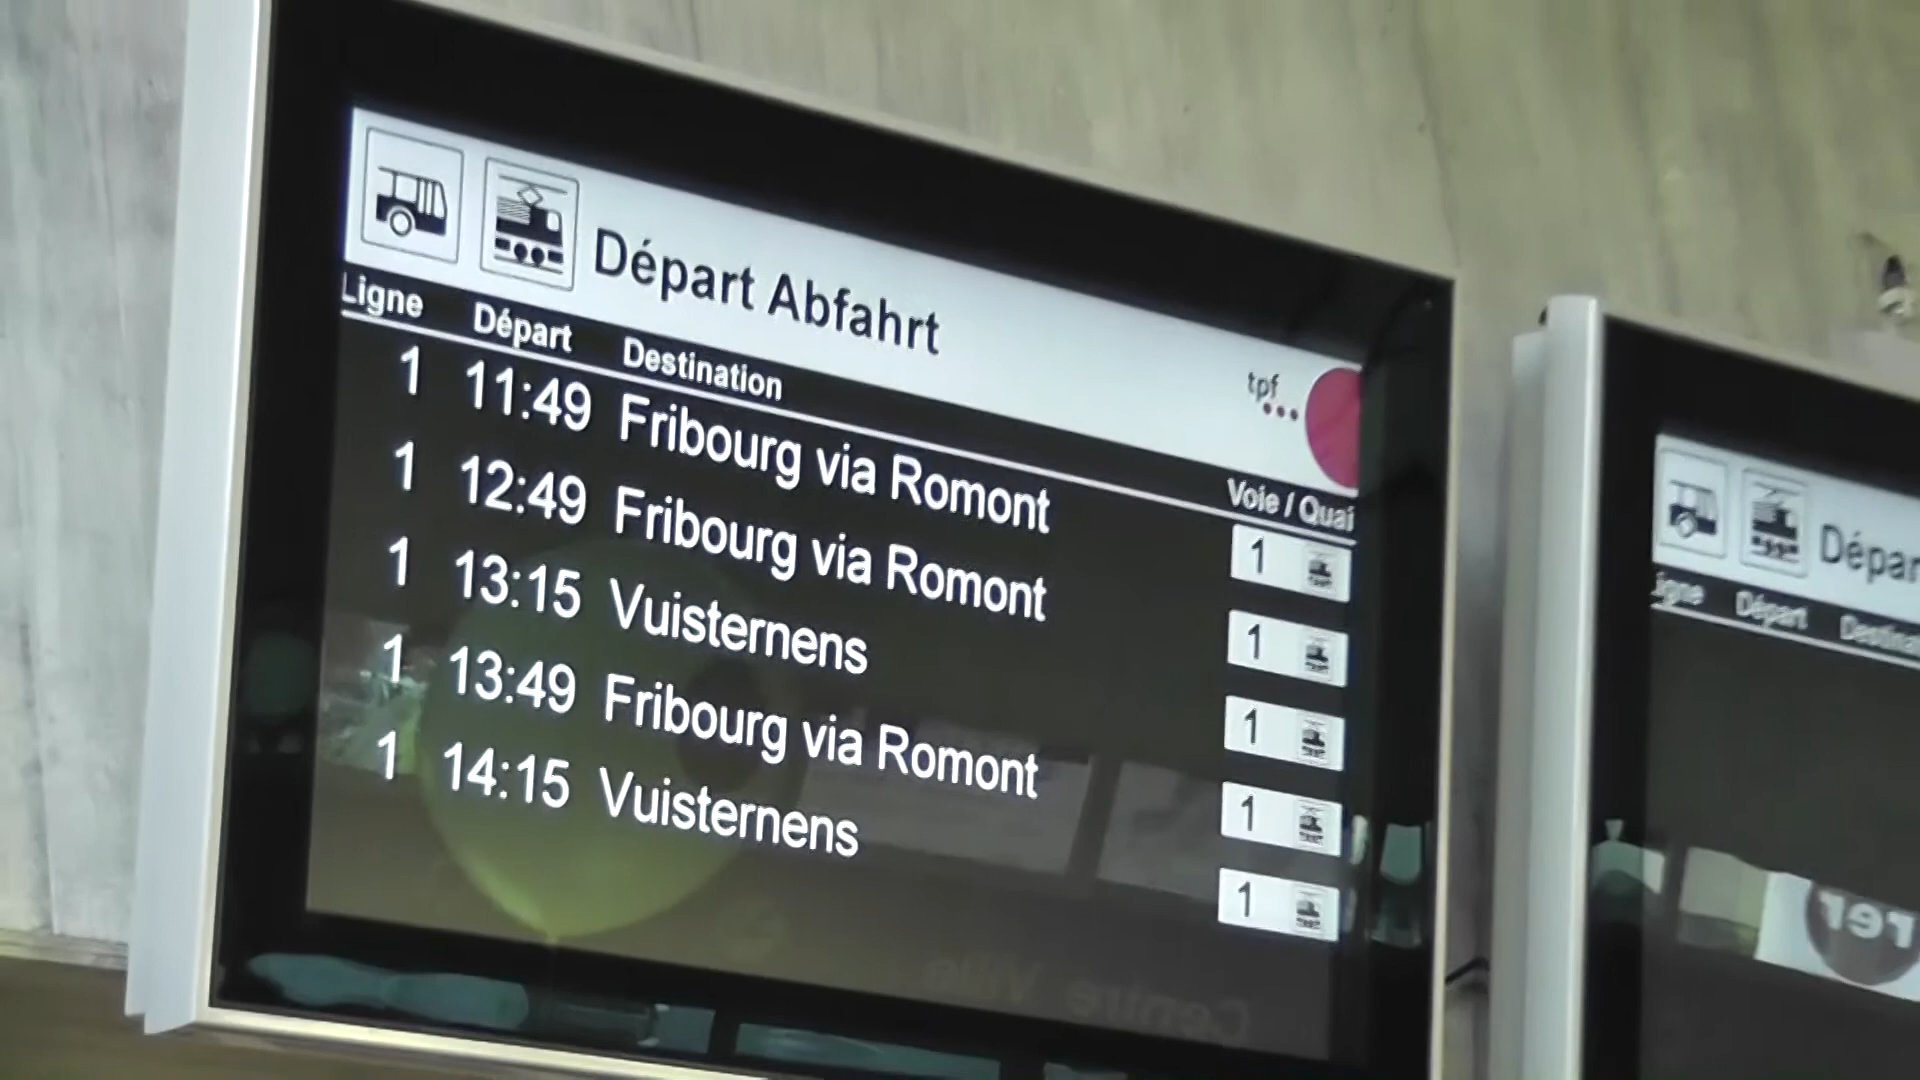 Départ Abfahrt
tpf...
Ligne Départ Destination Voie / Quai
1 11:49 Fribourg via Romont 1
1 12:49 Fribourg via Romont 1
1 13:15 Vuisternens 1
1 13:49 Fribourg via Romont 1
1 14:15 Vuisternens 1
Centre Ville
Départ